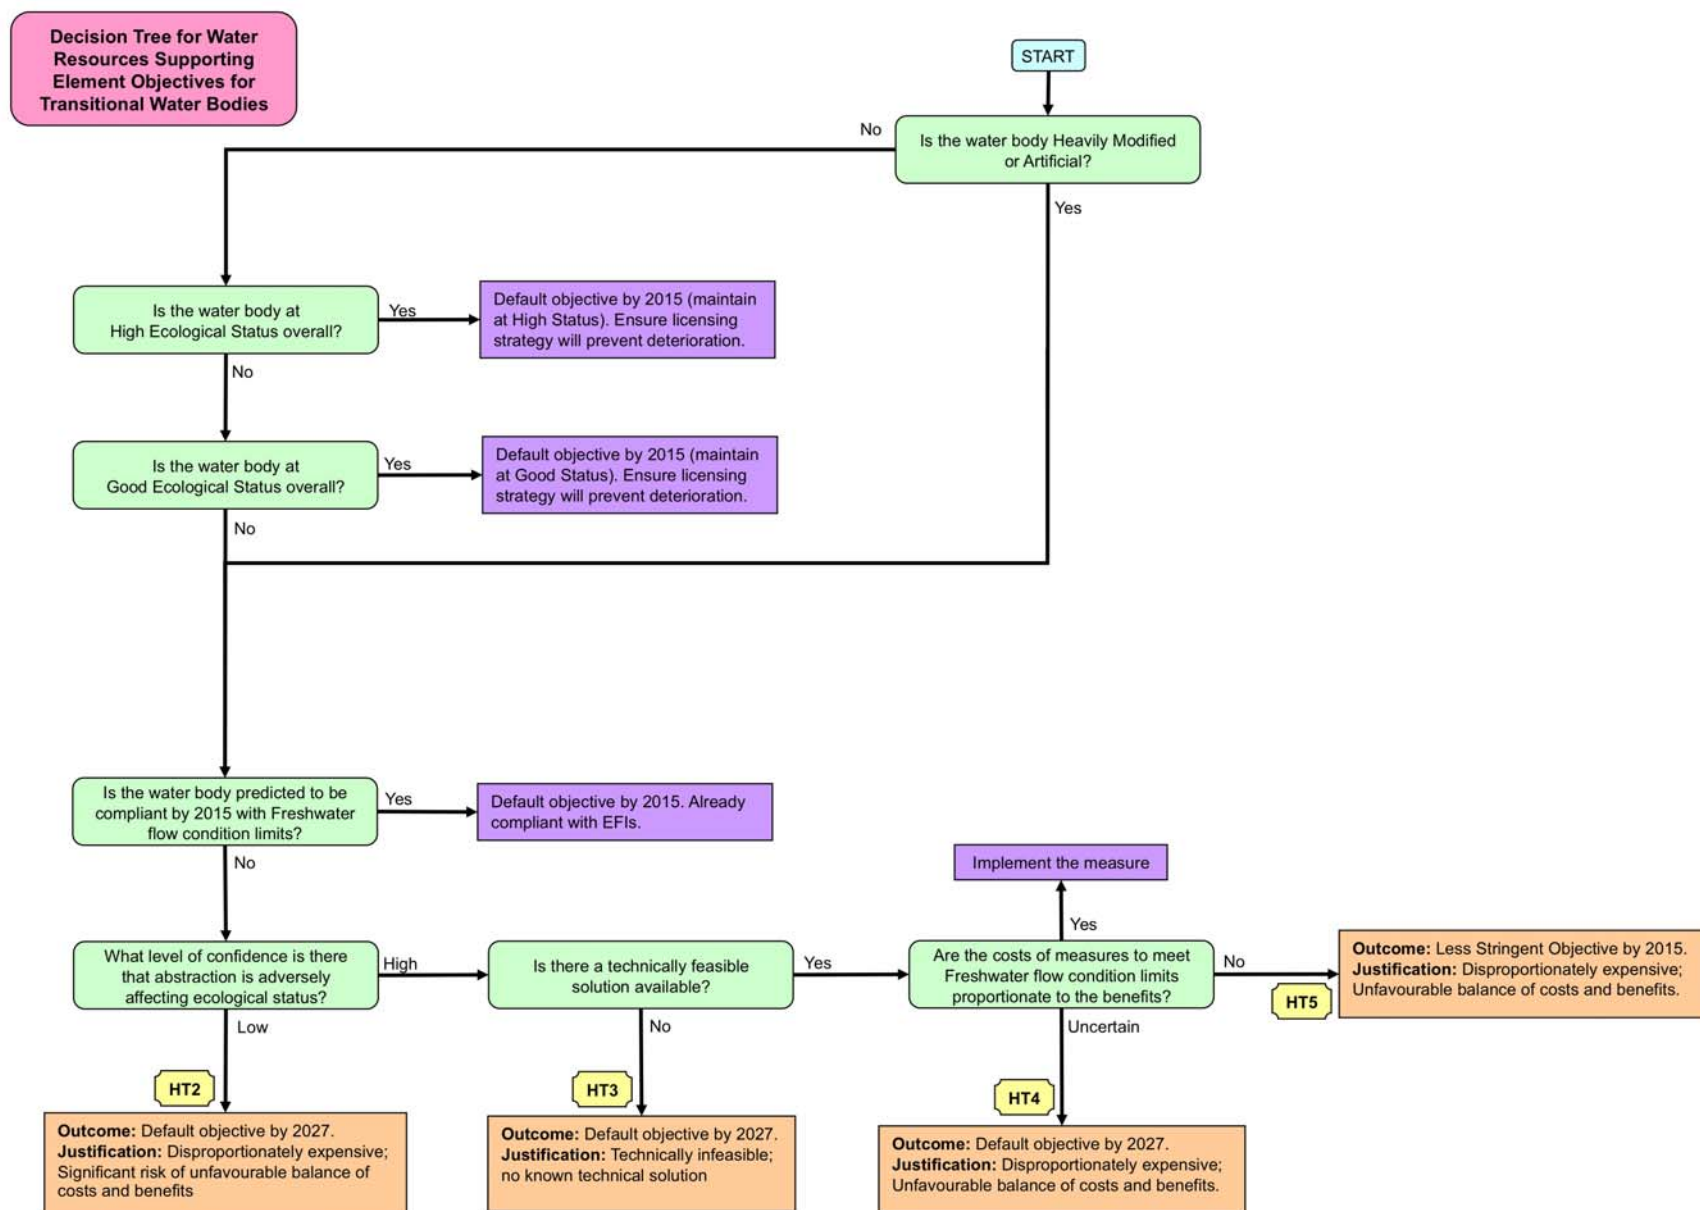 Decision Tree for Water
Resources Supporting
Element Objectives for
Transitional Water Bodies
START
Is the water body Heavily Modified
or Artificial?
No
Yes
Is the water body at
High Ecological Status overall?
Yes
Default objective by 2015 (maintain
at High Status). Ensure licensing
strategy will prevent deterioration.
No
Is the water body at
Good Ecological Status overall?
Yes
Default objective by 2015 (maintain
at Good Status). Ensure licensing
strategy will prevent deterioration.
No
Is the water body predicted to be
compliant by 2015 with Freshwater
flow condition limits?
Yes
Default objective by 2015. Already
compliant with EFIs.
No
What level of confidence is there
that abstraction is adversely
affecting ecological status?
High
Is there a technically feasible
solution available?
Yes
Are the costs of measures to meet
Freshwater flow condition limits
proportionate to the benefits?
Yes
Implement the measure
No
HT5
Outcome: Less Stringent Objective by 2015.
Justification: Disproportionately expensive;
Unfavourable balance of costs and benefits.
Low
HT2
Outcome: Default objective by 2027.
Justification: Disproportionately expensive;
Significant risk of unfavourable balance of
costs and benefits
No
HT3
Outcome: Default objective by 2027.
Justification: Technically infeasible;
no known technical solution
Uncertain
HT4
Outcome: Default objective by 2027.
Justification: Disproportionately expensive;
Unfavourable balance of costs and benefits.